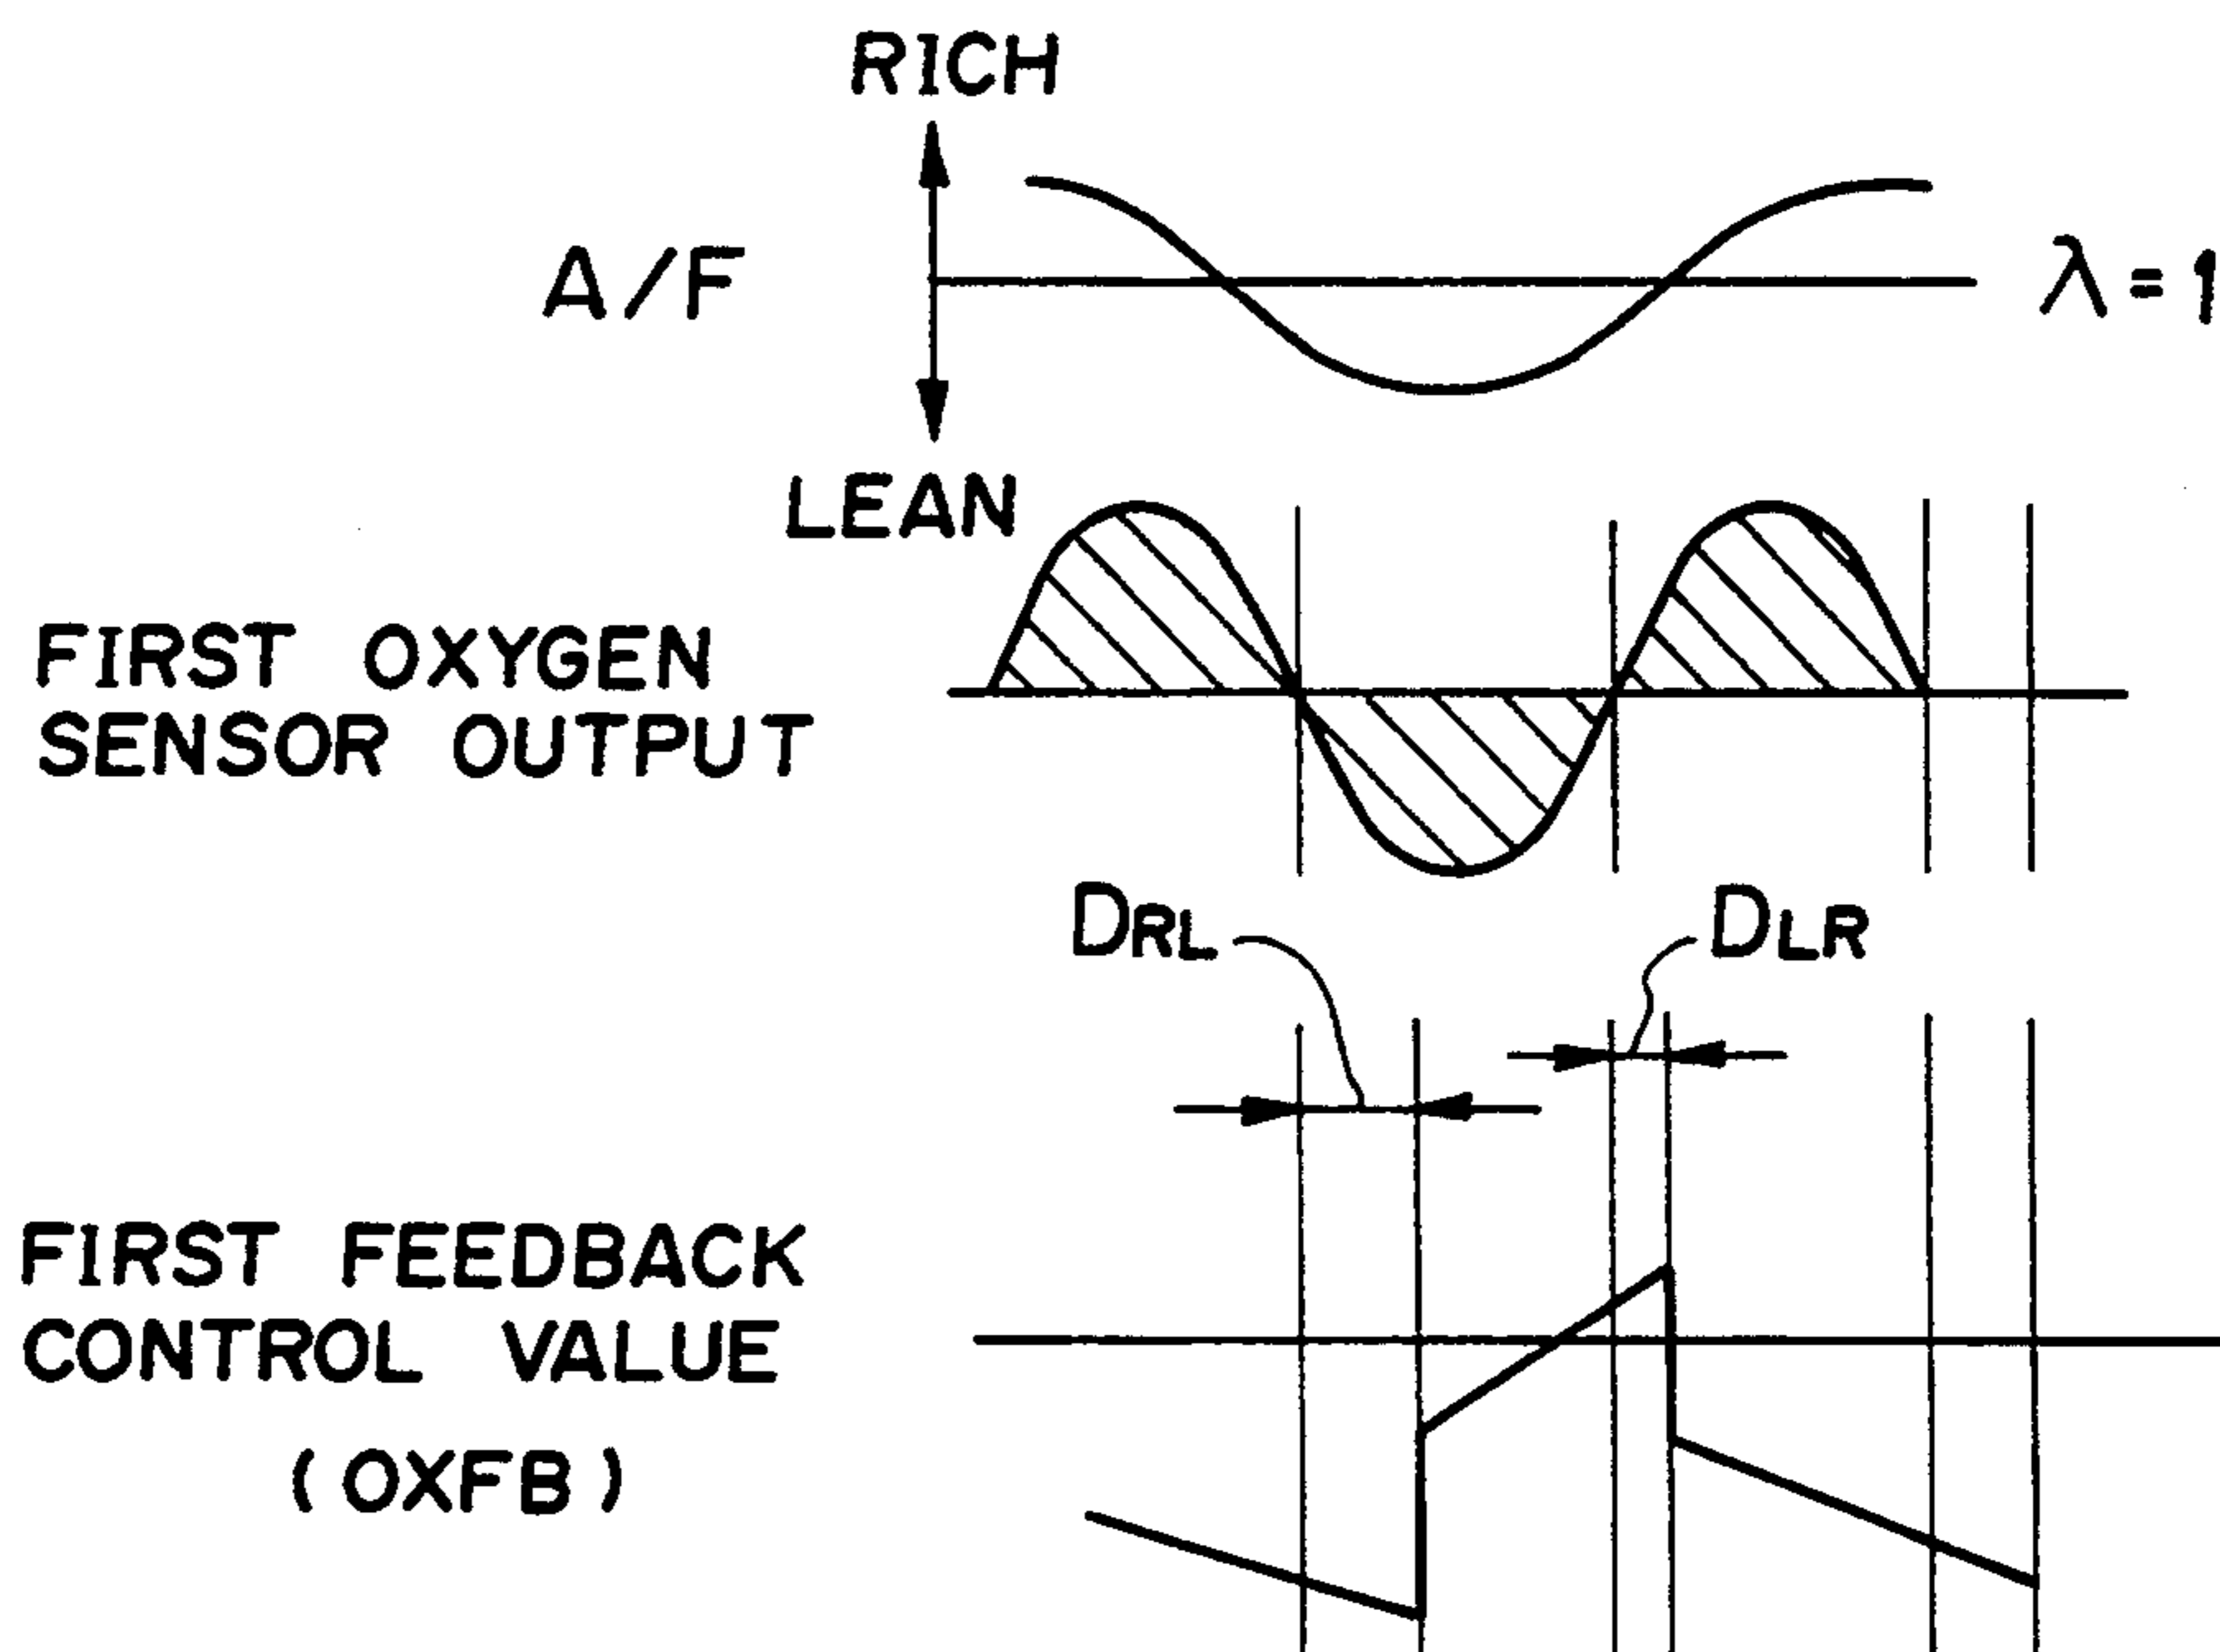 RICH
A/F
λ=1
LEAN
FIRST OXYGEN
SENSOR OUTPUT
DRL
DLR
FIRST FEEDBACK
CONTROL VALUE
(OXFB)